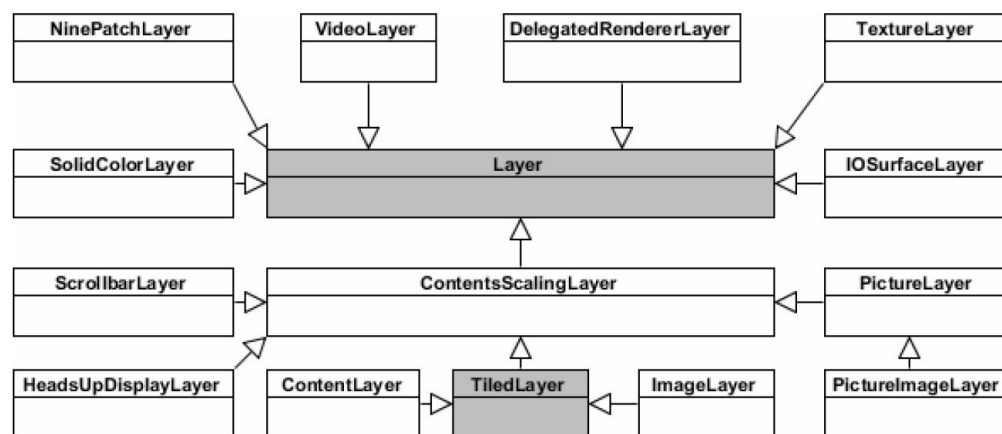 NinePatchLayer
VideoLayer
DelegatedRendererLayer
TextureLayer
SolidColorLayer
Layer
IOSurfaceLayer
ScrollbarLayer
ContentsScalingLayer
PictureLayer
HeadsUpDisplayLayer
ContentLayer
TiledLayer
ImageLayer
PictureImageLayer